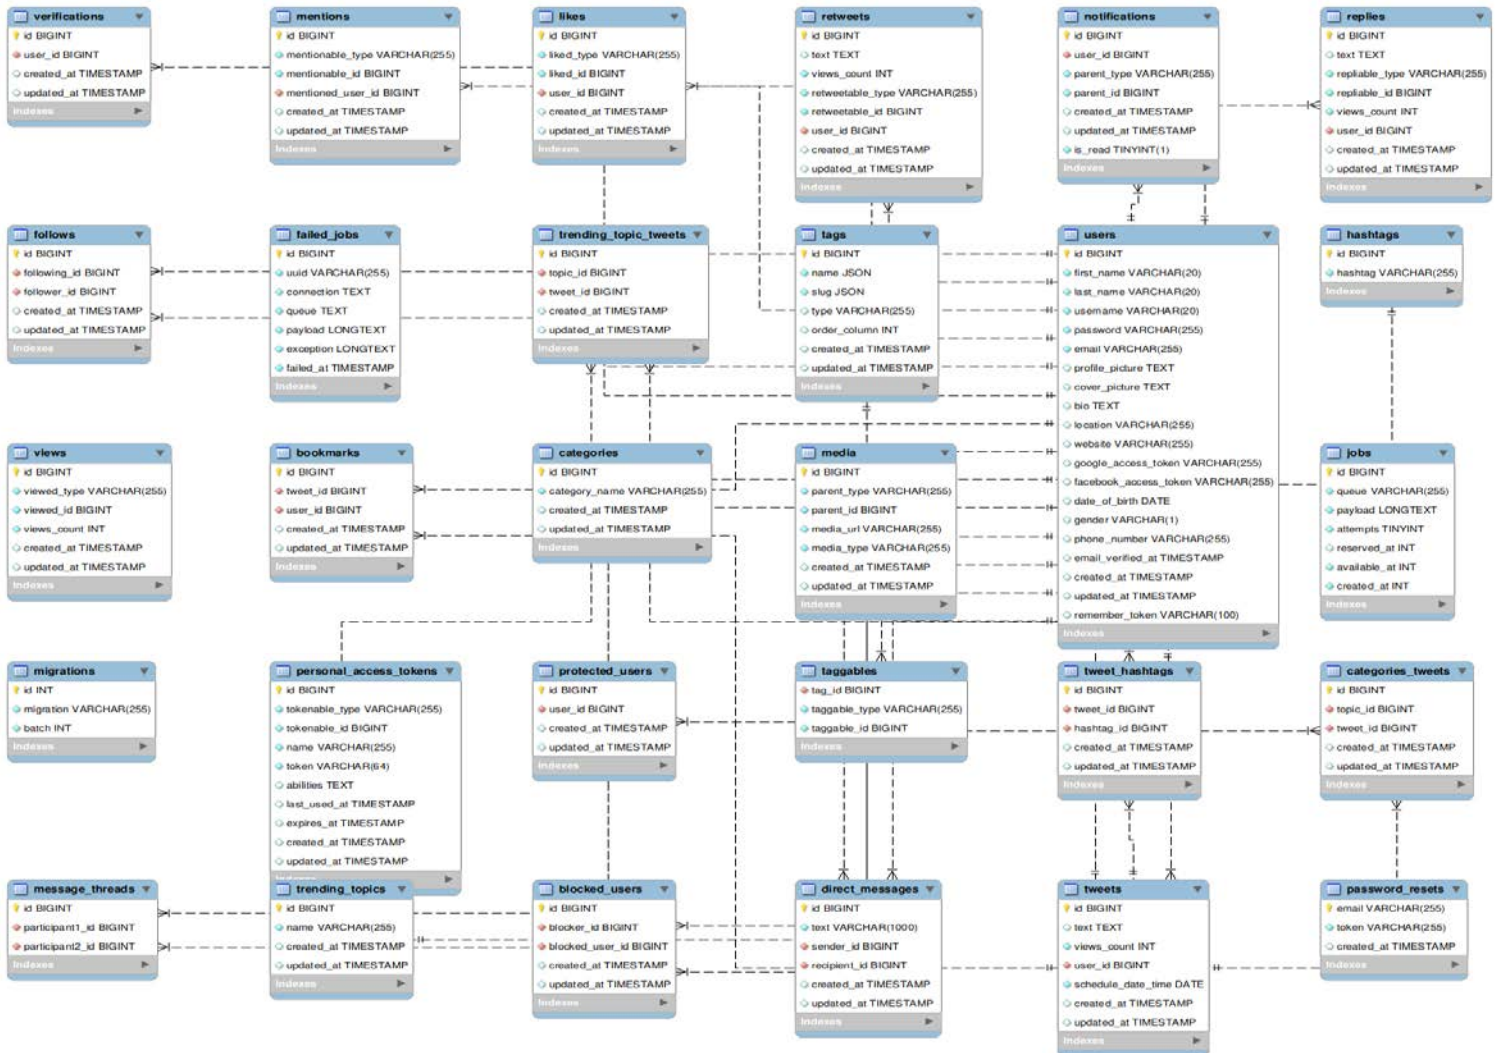 verifications
id BIGINT
user_id BIGINT
created_at TIMESTAMP
updated_at TIMESTAMP
Indexes
mentions
id BIGINT
mentionable_type VARCHAR(255)
mentionable_id BIGINT
mentioned_user_id BIGINT
created_at TIMESTAMP
updated_at TIMESTAMP
Indexes
likes
id BIGINT
liked_type VARCHAR(255)
liked_id BIGINT
user_id BIGINT
created_at TIMESTAMP
updated_at TIMESTAMP
Indexes
retweets
id BIGINT
text TEXT
views_count INT
retweetable_type VARCHAR(255)
retweetable_id BIGINT
user_id BIGINT
created_at TIMESTAMP
updated_at TIMESTAMP
Indexes
notifications
id BIGINT
user_id BIGINT
parent_type VARCHAR(255)
parent_id BIGINT
created_at TIMESTAMP
updated_at TIMESTAMP
is_read TINYINT(1)
Indexes
replies
id BIGINT
text TEXT
repliable_type VARCHAR(255)
repliable_id BIGINT
views_count INT
user_id BIGINT
created_at TIMESTAMP
updated_at TIMESTAMP
Indexes
follows
id BIGINT
following_id BIGINT
follower_id BIGINT
created_at TIMESTAMP
updated_at TIMESTAMP
Indexes
failed_jobs
id BIGINT
uuid VARCHAR(255)
connection TEXT
queue TEXT
payload LONGTEXT
exception LONGTEXT
failed_at TIMESTAMP
Indexes
trending_topic_tweets
id BIGINT
topic_id BIGINT
tweet_id BIGINT
created_at TIMESTAMP
updated_at TIMESTAMP
Indexes
tags
id BIGINT
name JSON
slug JSON
type VARCHAR(255)
order_column INT
created_at TIMESTAMP
updated_at TIMESTAMP
Indexes
users
id BIGINT
first_name VARCHAR(20)
last_name VARCHAR(20)
username VARCHAR(20)
password VARCHAR(255)
email VARCHAR(255)
profile_picture TEXT
cover_picture TEXT
bio TEXT
location VARCHAR(255)
website VARCHAR(255)
google_access_token VARCHAR(255)
facebook_access_token VARCHAR(255)
date_of_birth DATE
gender VARCHAR(1)
phone_number VARCHAR(255)
email_verified_at TIMESTAMP
created_at TIMESTAMP
updated_at TIMESTAMP
remember_token VARCHAR(100)
Indexes
hashtags
id BIGINT
hashtag VARCHAR(255)
Indexes
views
id BIGINT
viewed_type VARCHAR(255)
viewed_id BIGINT
views_count INT
created_at TIMESTAMP
updated_at TIMESTAMP
Indexes
bookmarks
id BIGINT
tweet_id BIGINT
user_id BIGINT
created_at TIMESTAMP
updated_at TIMESTAMP
Indexes
categories
id BIGINT
category_name VARCHAR(255)
created_at TIMESTAMP
updated_at TIMESTAMP
Indexes
media
id BIGINT
parent_type VARCHAR(255)
parent_id BIGINT
media_url VARCHAR(255)
media_type VARCHAR(255)
created_at TIMESTAMP
updated_at TIMESTAMP
Indexes
jobs
id BIGINT
queue VARCHAR(255)
payload LONGTEXT
attempts TINYINT
reserved_at INT
available_at INT
created_at INT
Indexes
migrations
id INT
migration VARCHAR(255)
batch INT
Indexes
personal_access_tokens
id BIGINT
tokenable_type VARCHAR(255)
tokenable_id BIGINT
name VARCHAR(255)
token VARCHAR(64)
abilities TEXT
last_used_at TIMESTAMP
expires_at TIMESTAMP
created_at TIMESTAMP
updated_at TIMESTAMP
Indexes
protected_users
id BIGINT
user_id BIGINT
created_at TIMESTAMP
updated_at TIMESTAMP
Indexes
taggables
tag_id BIGINT
taggable_type VARCHAR(255)
taggable_id BIGINT
Indexes
tweet_hashtags
id BIGINT
tweet_id BIGINT
hashtag_id BIGINT
created_at TIMESTAMP
updated_at TIMESTAMP
Indexes
categories_tweets
id BIGINT
topic_id BIGINT
tweet_id BIGINT
created_at TIMESTAMP
updated_at TIMESTAMP
Indexes
message_threads
id BIGINT
participant1_id BIGINT
participant2_id BIGINT
Indexes
trending_topics
id BIGINT
name VARCHAR(255)
created_at TIMESTAMP
updated_at TIMESTAMP
Indexes
blocked_users
id BIGINT
blocker_id BIGINT
blocked_user_id BIGINT
created_at TIMESTAMP
updated_at TIMESTAMP
Indexes
direct_messages
id BIGINT
text VARCHAR(1000)
sender_id BIGINT
recipient_id BIGINT
created_at TIMESTAMP
updated_at TIMESTAMP
Indexes
tweets
id BIGINT
text TEXT
views_count INT
user_id BIGINT
schedule_date_time DATE
created_at TIMESTAMP
updated_at TIMESTAMP
Indexes
password_resets
email VARCHAR(255)
token VARCHAR(255)
created_at TIMESTAMP
Indexes